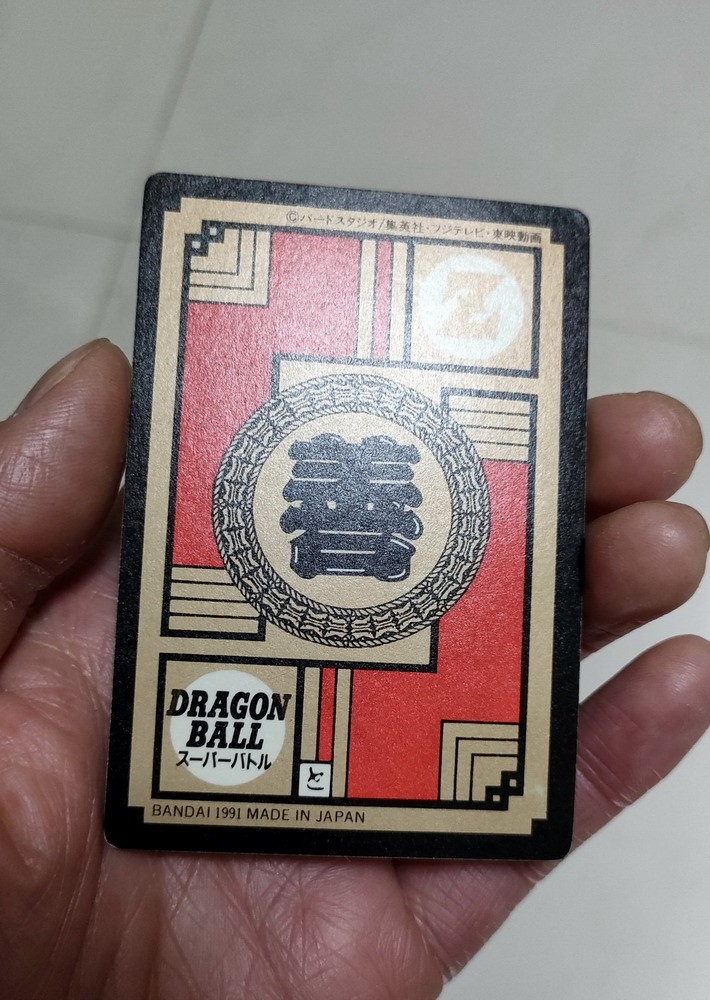 ©バードスタジオ/集英社・フジテレビ・東映動画
Z
善
DRAGON
BALL
スーパーバトル
と
BANDAI 1991 MADE IN JAPAN